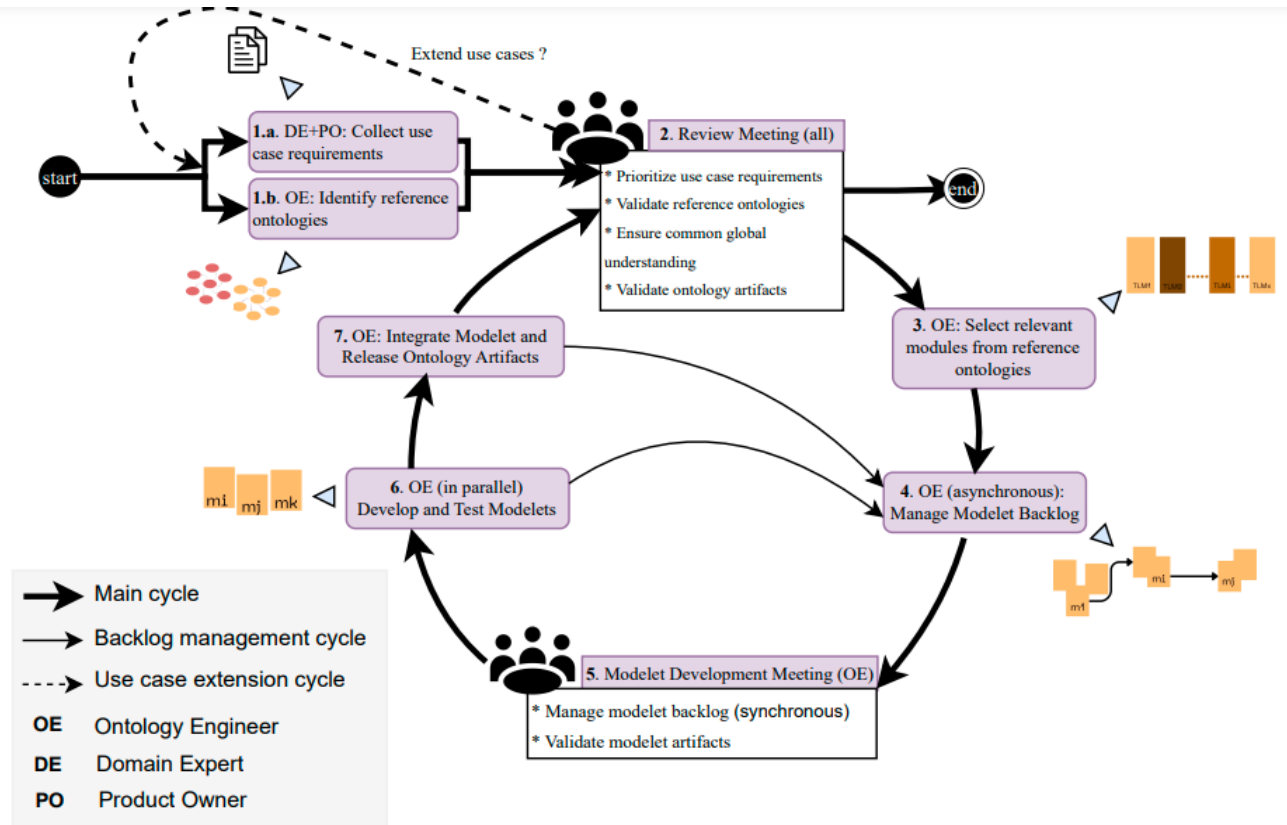 Extend use cases ?
1.a. DE+PO: Collect use
case requirements
start
1.b. OE: Identify reference
ontologies
2. Review Meeting (all)
* Prioritize use case requirements
* Validate reference ontologies
* Ensure common global
understanding
* Validate ontology artifacts
end
TLM1
TLM2
TLMi
TLMx
3. OE: Select relevant
modules from reference
ontologies
7. OE: Integrate Modelet and
Release Ontology Artifacts
mi
mj
mk
6. OE (in parallel)
Develop and Test Modelets
4. OE (asynchronous):
Manage Modelet Backlog
m1
mi
mj
5. Modelet Development Meeting (OE)
* Manage modelet backlog (synchronous)
* Validate modelet artifacts
Main cycle
Backlog management cycle
Use case extension cycle
OE Ontology Engineer
DE Domain Expert
PO Product Owner